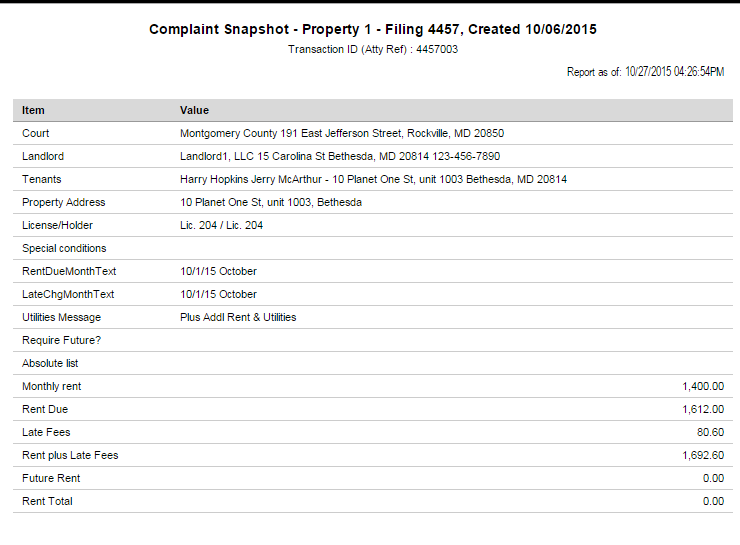 Complaint Snapshot - Property 1 - Filing 4457, Created 10/06/2015
Transaction ID (Atty Ref) : 4457003
Report as of: 10/27/2015 04:26:54PM
Item Value
Court Montgomery County 191 East Jefferson Street, Rockville, MD 20850
Landlord Landlord1, LLC 15 Carolina St Bethesda, MD 20814 123-456-7890
Tenants Harry Hopkins Jerry McArthur - 10 Planet One St, unit 1003 Bethesda, MD 20814
Property Address 10 Planet One St, unit 1003, Bethesda
License/Holder Lic. 204 / Lic. 204
Special conditions
RentDueMonthText 10/1/15 October
LateChgMonthText 10/1/15 October
Utilities Message Plus Addl Rent & Utilities
Require Future?
Absolute list
Monthly rent 1,400.00
Rent Due 1,612.00
Late Fees 80.60
Rent plus Late Fees 1,692.60
Future Rent 0.00
Rent Total 0.00